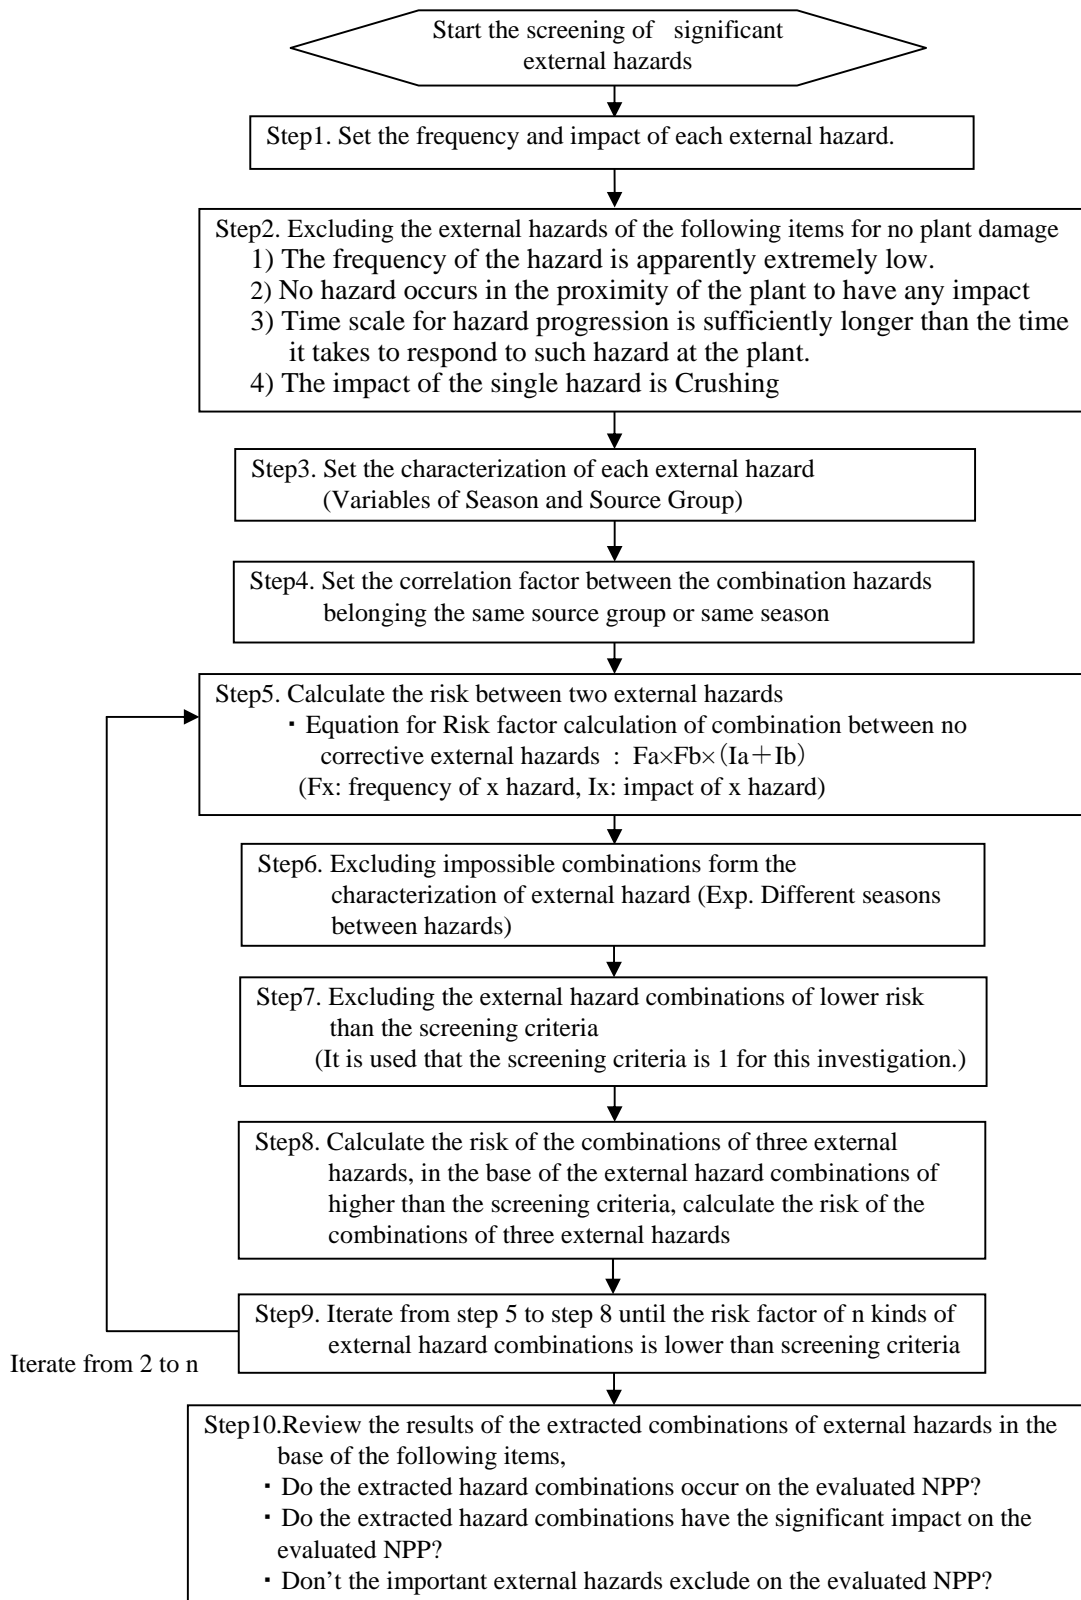 Start the screening of significant
external hazards
Step1. Set the frequency and impact of each external hazard.
Step2. Excluding the external hazards of the following items for no plant damage
1) The frequency of the hazard is apparently extremely low.
2) No hazard occurs in the proximity of the plant to have any impact
3) Time scale for hazard progression is sufficiently longer than the time
it takes to respond to such hazard at the plant.
4) The impact of the single hazard is Crushing
Step3. Set the characterization of each external hazard
(Variables of Season and Source Group)
Step4. Set the correlation factor between the combination hazards
belonging the same source group or same season
Step5. Calculate the risk between two external hazards
・Equation for Risk factor calculation of combination between no
corrective external hazards : Fa×Fb×(Ia+Ib)
(Fx: frequency of x hazard, Ix: impact of x hazard)
Step6. Excluding impossible combinations form the
characterization of external hazard (Exp. Different seasons
between hazards)
Step7. Excluding the external hazard combinations of lower risk
than the screening criteria
(It is used that the screening criteria is 1 for this investigation.)
Step8. Calculate the risk of the combinations of three external
hazards, in the base of the external hazard combinations of
higher than the screening criteria, calculate the risk of the
combinations of three external hazards
Step9. Iterate from step 5 to step 8 until the risk factor of n kinds of
external hazard combinations is lower than screening criteria
Iterate from 2 to n
Step10.Review the results of the extracted combinations of external hazards in the
base of the following items,
・Do the extracted hazard combinations occur on the evaluated NPP?
・Do the extracted hazard combinations have the significant impact on the
evaluated NPP?
・Don't the important external hazards exclude on the evaluated NPP?